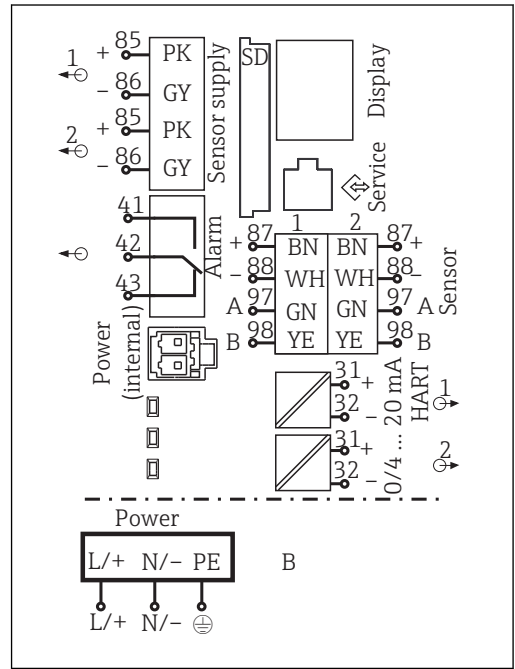 1 + 85 PK
- 86 GY
2 + 85 PK
- 86 GY
Sensor supply
SD
Display
Service
41
42
43
Alarm
1 2
+ 87 BN BN 87 +
- 88 WH WH 88 -
A 97 GN GN 97 A
B 98 YE YE 98 B
Sensor
Power
(internal)
31 +
32 -
1
31 +
32 -
2
0/4 ... 20 mA
HART
Power
L/+ N/- PE
L/+ N/-
B